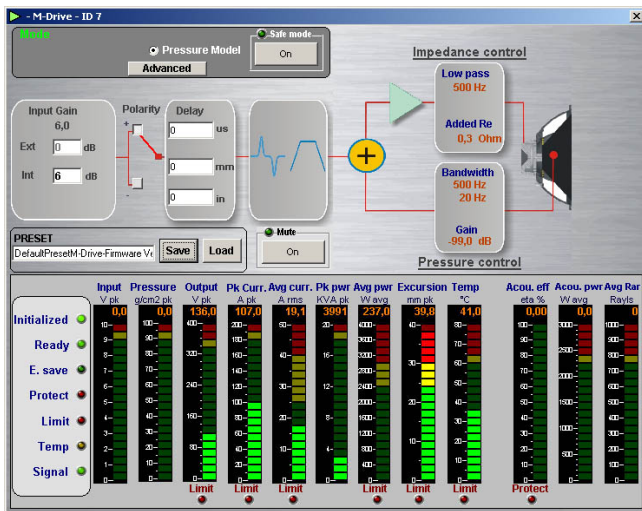 - M-Drive - ID 7
Mode
Pressure Model
Advanced
Safe mode
On
Impedance control
Low pass
500 Hz
Added Re
0,3 Ohm
Input Gain
6,0
Ext 0 dB
Int 6 dB
Polarity
+
-
Delay
0 us
0 mm
0 in
+
Bandwidth
500 Hz
20 Hz
Gain
-99,0 dB
Pressure control
PRESET
DefaultPresetM-Drive-Firmware Ve
Save
Load
Mute
On
Input Pressure Output Pk Curr. Avg curr. Pk pwr Avg pwr Excursion Temp Acou. eff Acou. pwr Avg Rar
V pk g/cm2 pk V pk A pk A rms KVA pk W avg mm pk °C eta % W avg Rayls
0,0 0,0 136,0 107,0 19,1 3991 237,0 39,8 41,0 0,00 0,0 0
Initialized
Ready
E. save
Protect
Limit
Temp
Signal
Limit Limit Limit Limit Limit Limit Protect